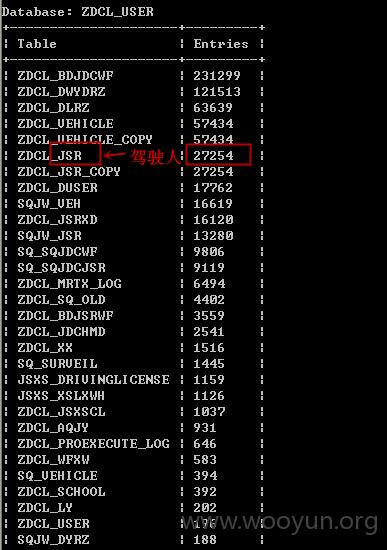 Database: ZDCL_USER
Table Entries
ZDCL_BDJDCWF 231299
ZDCL_DWYDRZ 121513
ZDCL_DLRZ 63639
ZDCL_VEHICLE 57434
ZDCL_VEHICLE_COPY 57434
ZDCL_JSR 驾驶人 27254
ZDCL_JSR_COPY 27254
ZDCL_DUSER 17762
SQJW_VEH 16619
ZDCL_JSRXD 16120
SQJW_JSR 13280
SQ_SQJDCWF 9806
SQ_SQJDCJSR 9119
ZDCL_MRTX_LOG 6494
ZDCL_SQ_OLD 4402
ZDCL_BDJSRWF 3559
ZDCL_JDCHMD 2541
ZDCL_XX 1516
SQ_SURVEIL 1445
JSXS_DRIVINGLICENSE 1159
JSXS_XSLXWH 1126
ZDCL_JSXSCL 1037
ZDCL_AQJY 931
ZDCL_PROEXECUTE_LOG 646
ZDCL_WFXW 583
SQ_VEHICLE 394
ZDCL_SCHOOL 392
ZDCL_LY 202
ZDCL_USER 196
SQJW_DYRZ 188
www.wooyun.org